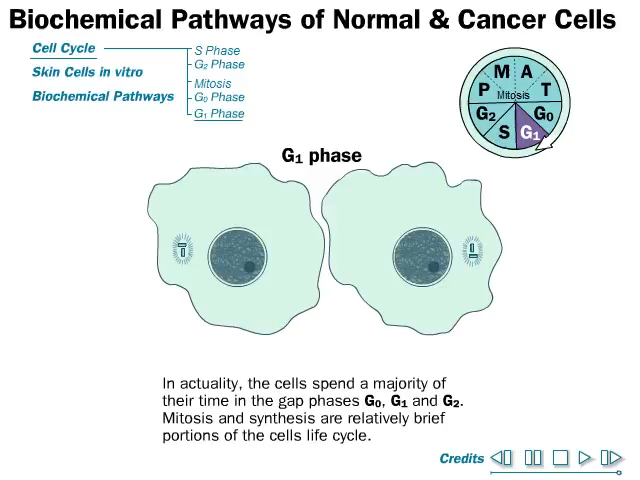 Biochemical Pathways of Normal & Cancer Cells
Cell Cycle
S Phase
G₂ Phase
Skin Cells in vitro
Mitosis
Biochemical Pathways
G₀ Phase
G₁ Phase
M A
P Mitosis T
G₂ G₀
S G₁
G₁ phase
In actuality, the cells spend a majority of
their time in the gap phases G₀, G₁ and G₂.
Mitosis and synthesis are relatively brief
portions of the cells life cycle.
Credits